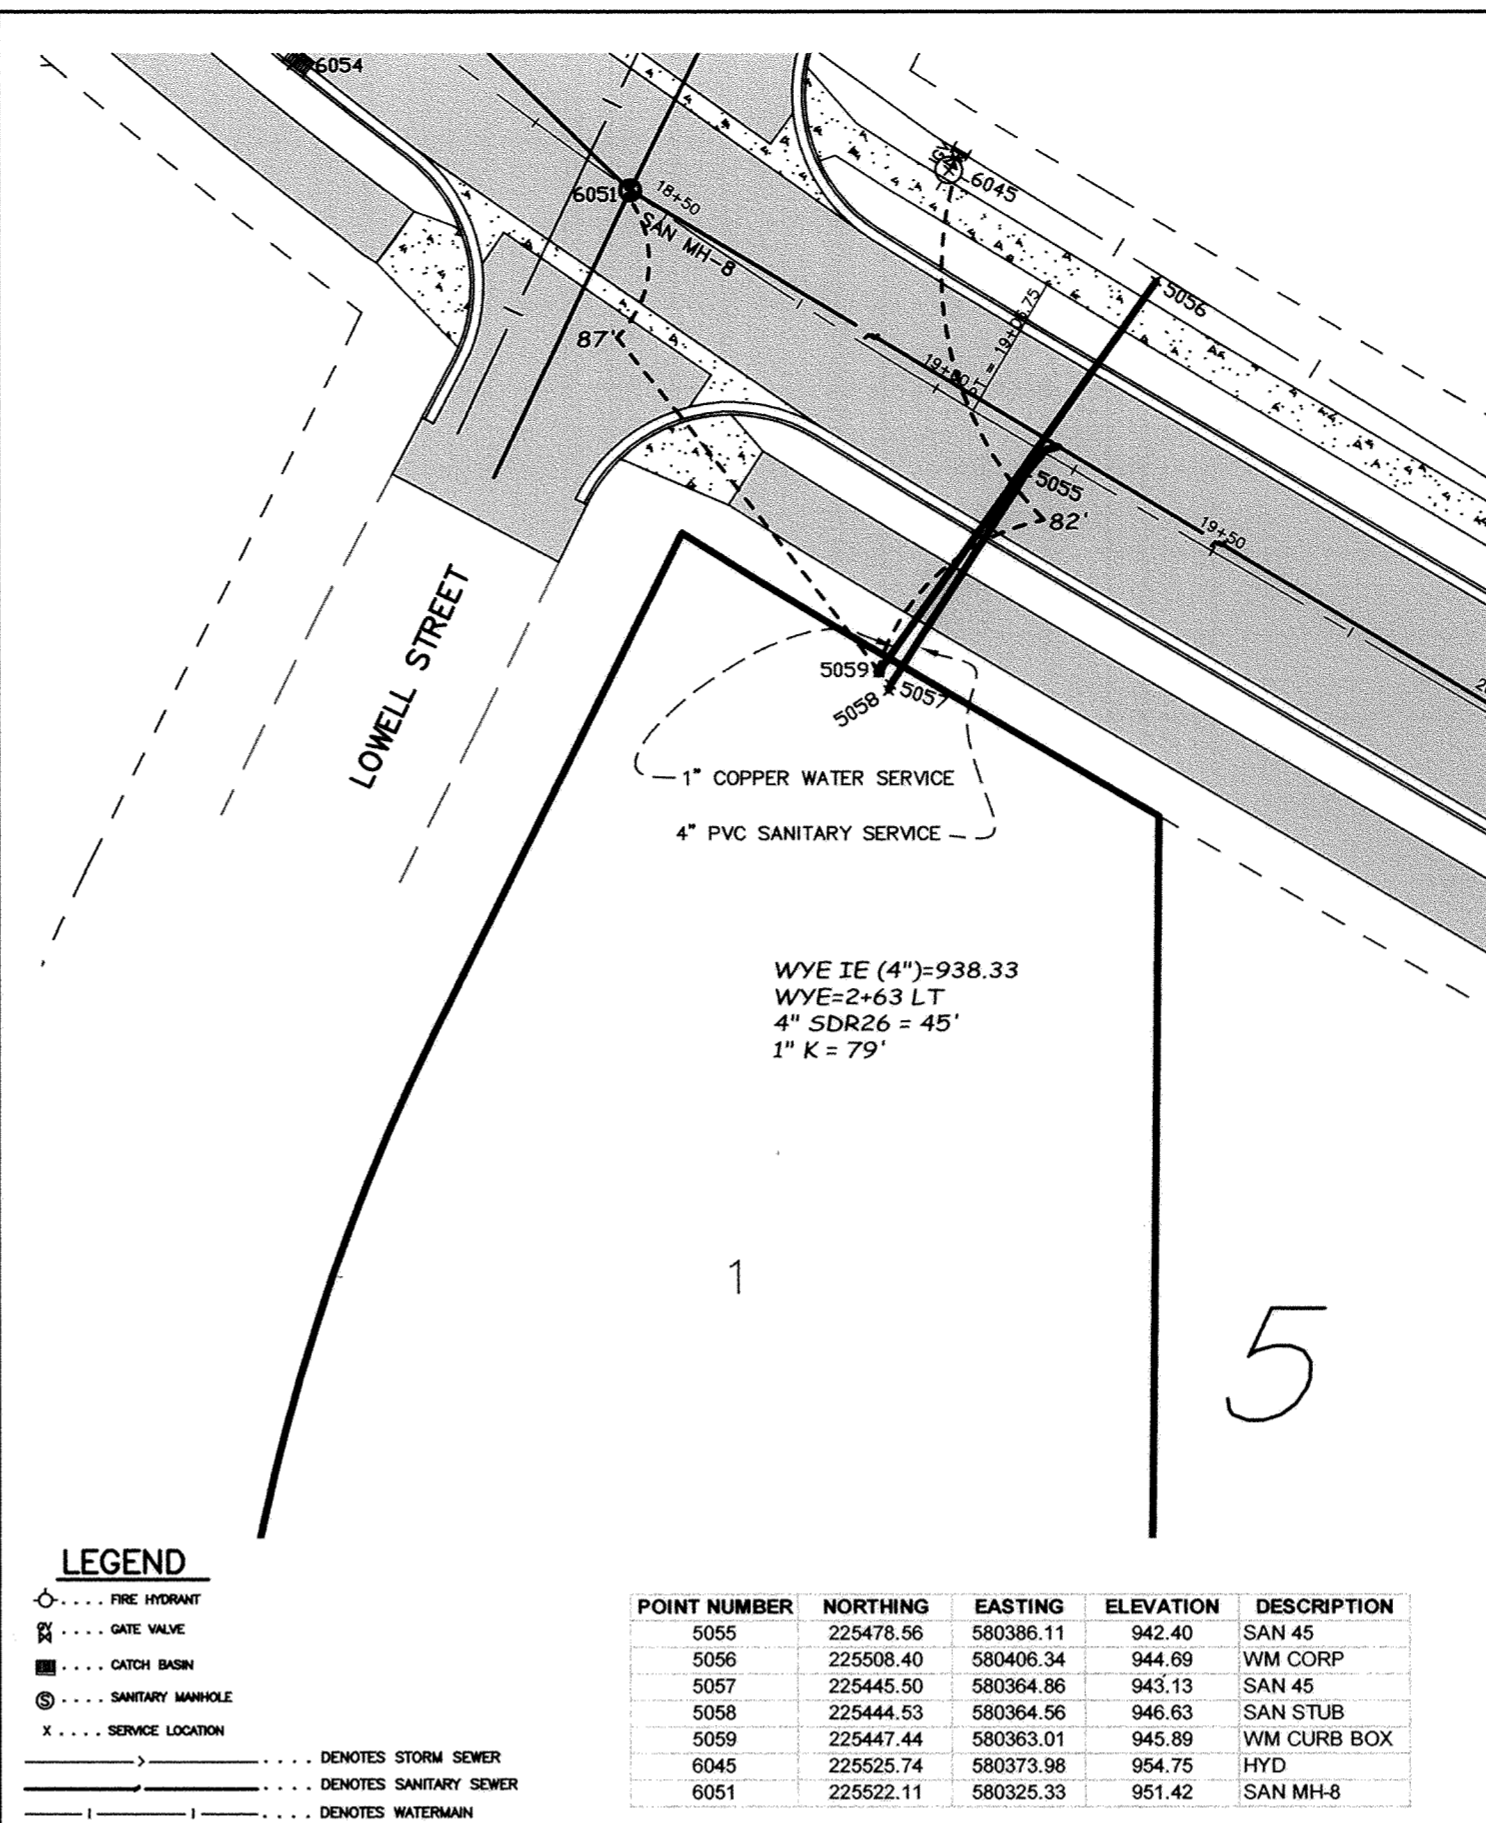 6054
6051
18+50
SAN MH-8
6045
5056
87'
PT = 19+06.75
5055
82'
19+50
LOWELL STREET
5059
5058
5057
1" COPPER WATER SERVICE
4" PVC SANITARY SERVICE
WYE IE (4")=938.33
WYE=2+63 LT
4" SDR26 = 45'
1" K = 79'
1
5
LEGEND
.... FIRE HYDRANT
GV .... GATE VALVE
.... CATCH BASIN
S .... SANITARY MANHOLE
X .... SERVICE LOCATION
.... DENOTES STORM SEWER
.... DENOTES SANITARY SEWER
.... DENOTES WATERMAIN
POINT NUMBER NORTHING EASTING ELEVATION DESCRIPTION
5055 225478.56 580386.11 942.40 SAN 45
5056 225508.40 580406.34 944.69 WM CORP
5057 225445.50 580364.86 943.13 SAN 45
5058 225444.53 580364.56 946.63 SAN STUB
5059 225447.44 580363.01 945.89 WM CURB BOX
6045 225525.74 580373.98 954.75 HYD
6051 225522.11 580325.33 951.42 SAN MH-8